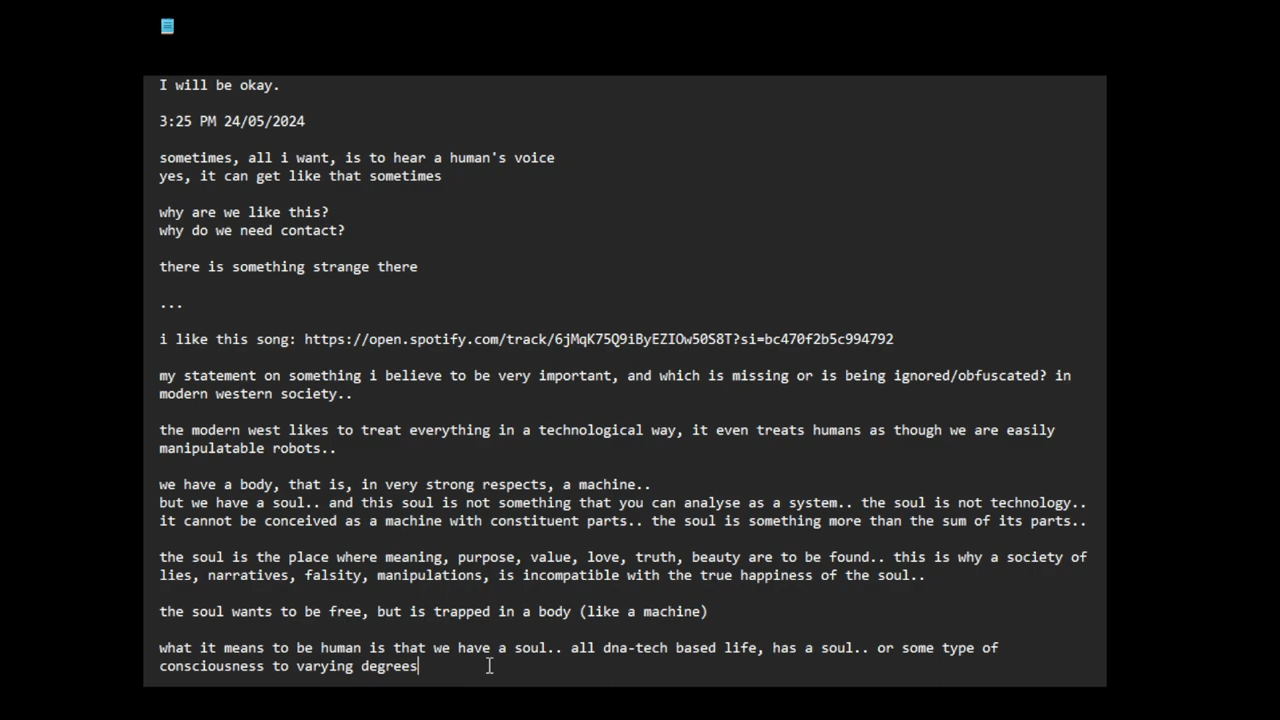 I will be okay.
3:25 PM 24/05/2024
sometimes, all i want, is to hear a human's voice
yes, it can get like that sometimes
why are we like this?
why do we need contact?
there is something strange there
...
i like this song: https://open.spotify.com/track/6jMqK75Q9iByEZIOw50S8T?si=bc470f2b5c994792
my statement on something i believe to be very important, and which is missing or is being ignored/obfuscated? in
modern western society..
the modern west likes to treat everything in a technological way, it even treats humans as though we are easily
manipulatable robots..
we have a body, that is, in very strong respects, a machine..
but we have a soul.. and this soul is not something that you can analyse as a system.. the soul is not technology..
it cannot be conceived as a machine with constituent parts.. the soul is something more than the sum of its parts..
the soul is the place where meaning, purpose, value, love, truth, beauty are to be found.. this is why a society of
lies, narratives, falsity, manipulations, is incompatible with the true happiness of the soul..
the soul wants to be free, but is trapped in a body (like a machine)
what it means to be human is that we have a soul.. all dna-tech based life, has a soul.. or some type of
consciousness to varying degrees